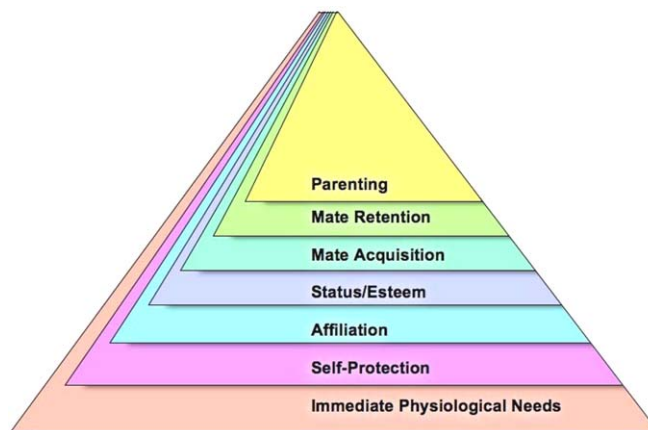 Parenting
Mate Retention
Mate Acquisition
Status/Esteem
Affiliation
Self-Protection
Immediate Physiological Needs